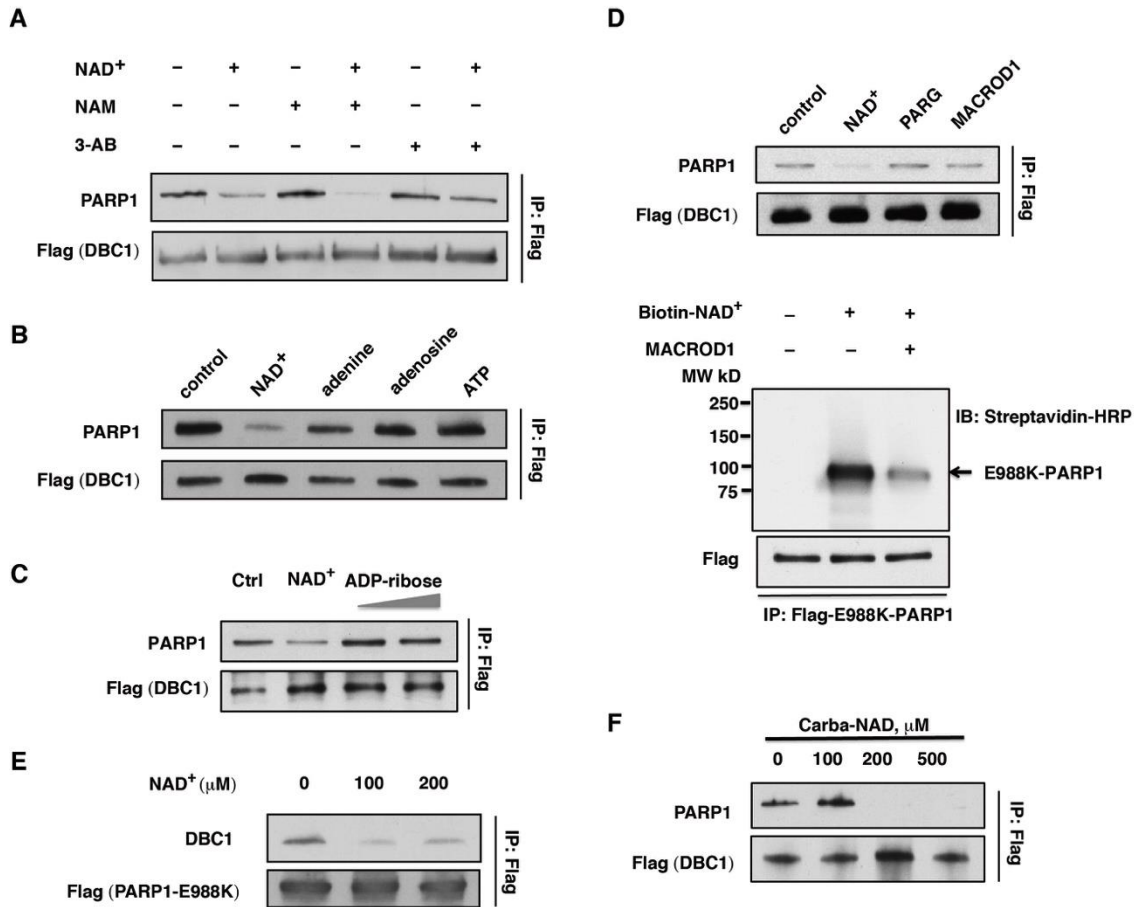 A
NAD+ – + – + – +
NAM – – + + – –
3-AB – – – – + +
PARP1
Flag (DBC1)
IP: Flag
B
control NAD+ adenine adenosine ATP
PARP1
Flag (DBC1)
IP: Flag
C
Ctrl NAD+ ADP-ribose
PARP1
Flag (DBC1)
IP: Flag
E
NAD+ (μM) 0 100 200
DBC1
Flag (PARP1-E988K)
IP: Flag
D
control NAD+ PARG MACROD1
PARP1
Flag (DBC1)
IP: Flag
Biotin-NAD+ – + +
MACROD1 – – +
MW kD
250
150
100
75
IB: Streptavidin-HRP
E988K-PARP1
Flag
IP: Flag-E988K-PARP1
F
Carba-NAD, μM
0 100 200 500
PARP1
Flag (DBC1)
IP: Flag